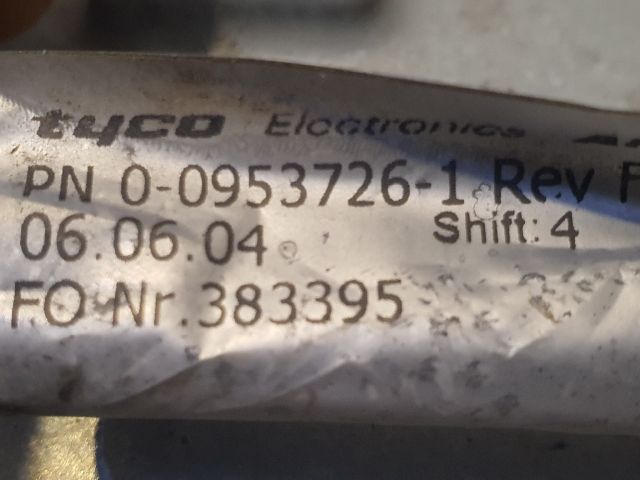 tyco Electronics
PN 0-0953726-1 Rev F
06.06.04 Shift: 4
FO Nr.383395